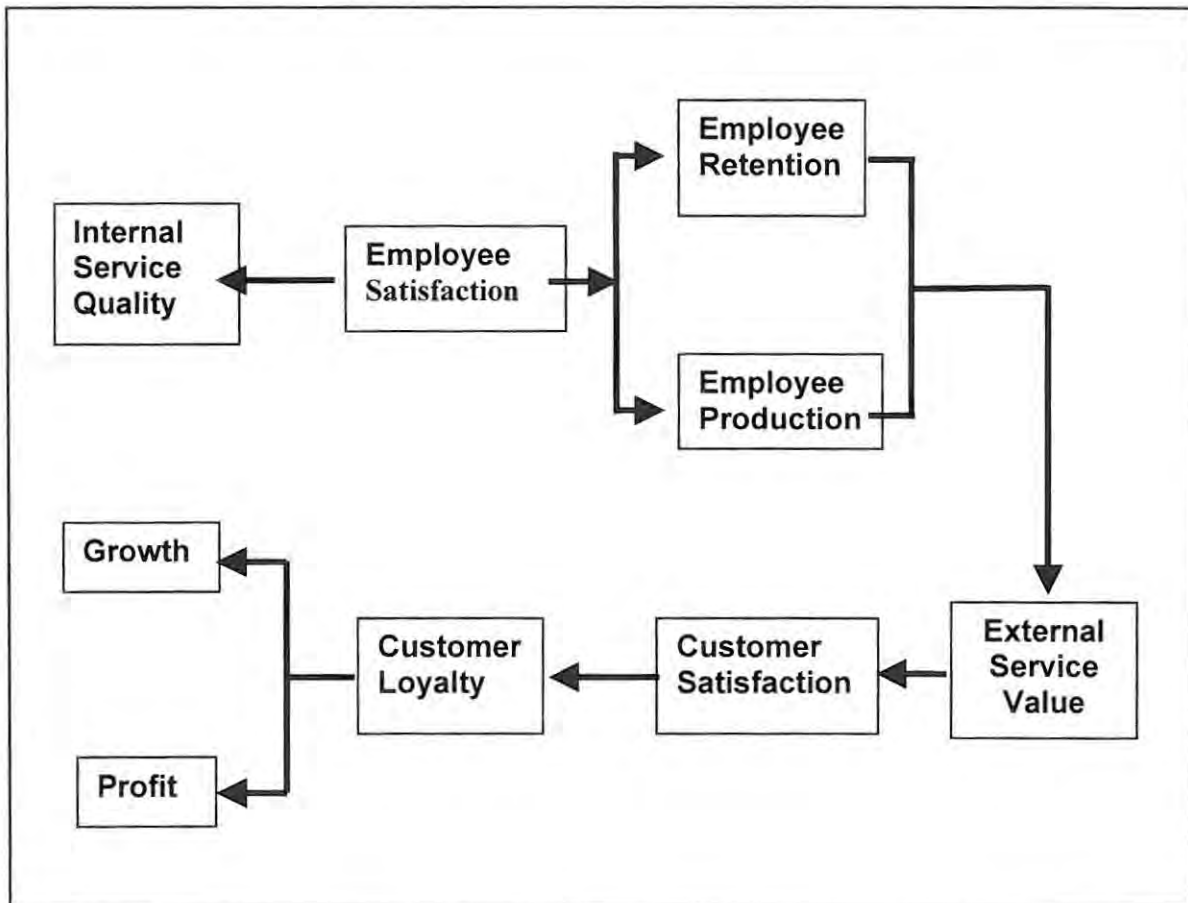 Employee
Retention
Internal
Service
Quality
Employee
Satisfaction
Employee
Production
Growth
Customer
Loyalty
Customer
Satisfaction
External
Service
Value
Profit